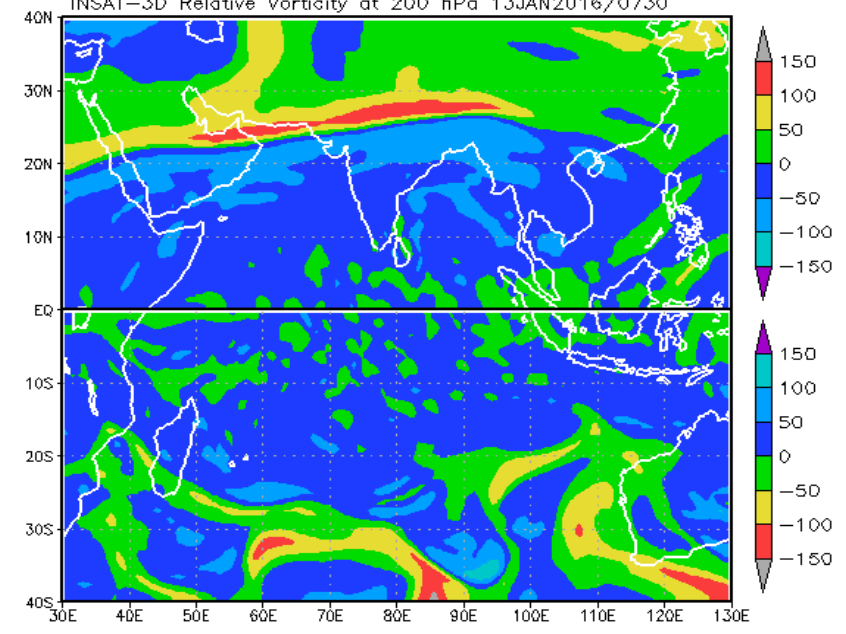 INSAT-3D Relative Vorticity at 200 hPa 13JAN2016/0730
40N
30N
20N
10N
EQ
10S
20S
30S
40S
30E 40E 50E 60E 70E 80E 90E 100E 110E 120E 130E
150
100
50
0
-50
-100
-150
150
100
50
0
-50
-100
-150